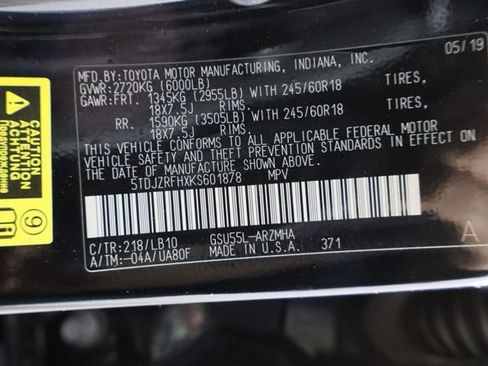 MFD.BY:TOYOTA MOTOR MANUFACTURING, INDIANA, INC. 05/19
GVWR:2720KG (6000LB)
GAWR:FRT. 1345KG (2955LB) WITH 245/60R18 TIRES,
18X7.5J RIMS.
RR. 1590KG (3505LB) WITH 245/60R18 TIRES,
18X7.5J RIMS.
THIS VEHICLE CONFORMS TO ALL APPLICABLE FEDERAL MOTOR
VEHICLE SAFETY AND THEFT PREVENTION STANDARDS IN EFFECT ON
THE DATE OF MANUFACTURE SHOWN ABOVE.
5TDJZRFHXKS601878 MPV
C/TR:218/LB10 GSU55L-ARZMHA A
A/TM:-04A/UA80F MADE IN U.S.A. 371
CAUTION
ACHTUNG
ATTENTION
9